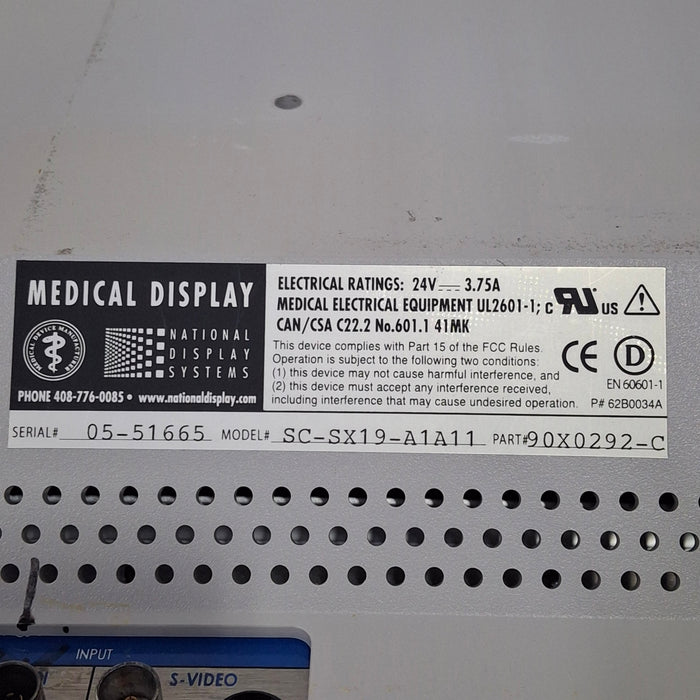 MEDICAL DISPLAY
MEDICAL DEVICE MANUFACTURER
NATIONAL
DISPLAY
SYSTEMS
PHONE 408-776-0085 • www.nationaldisplay.com
ELECTRICAL RATINGS: 24V⎓ 3.75A
MEDICAL ELECTRICAL EQUIPMENT UL2601-1;
CAN/CSA C22.2 No.601.1 41MK
C UR US
This device complies with Part 15 of the FCC Rules.
Operation is subject to the following two conditions:
(1) this device may not cause harmful interference, and
(2) this device must accept any interference received,
including interference that may cause undesired operation.
CE D
EN 60601-1
P# 62B0034A
SERIAL# 05-51665 MODEL# SC-SX19-A1A11 PART# 90X0292-C
INPUT
S-VIDEO